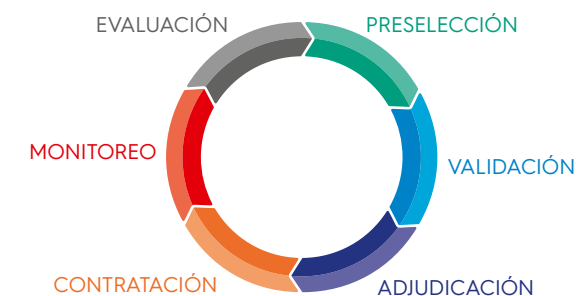 EVALUACIÓN
PRESELECCIÓN
MONITOREO
VALIDACIÓN
CONTRATACIÓN
ADJUDICACIÓN